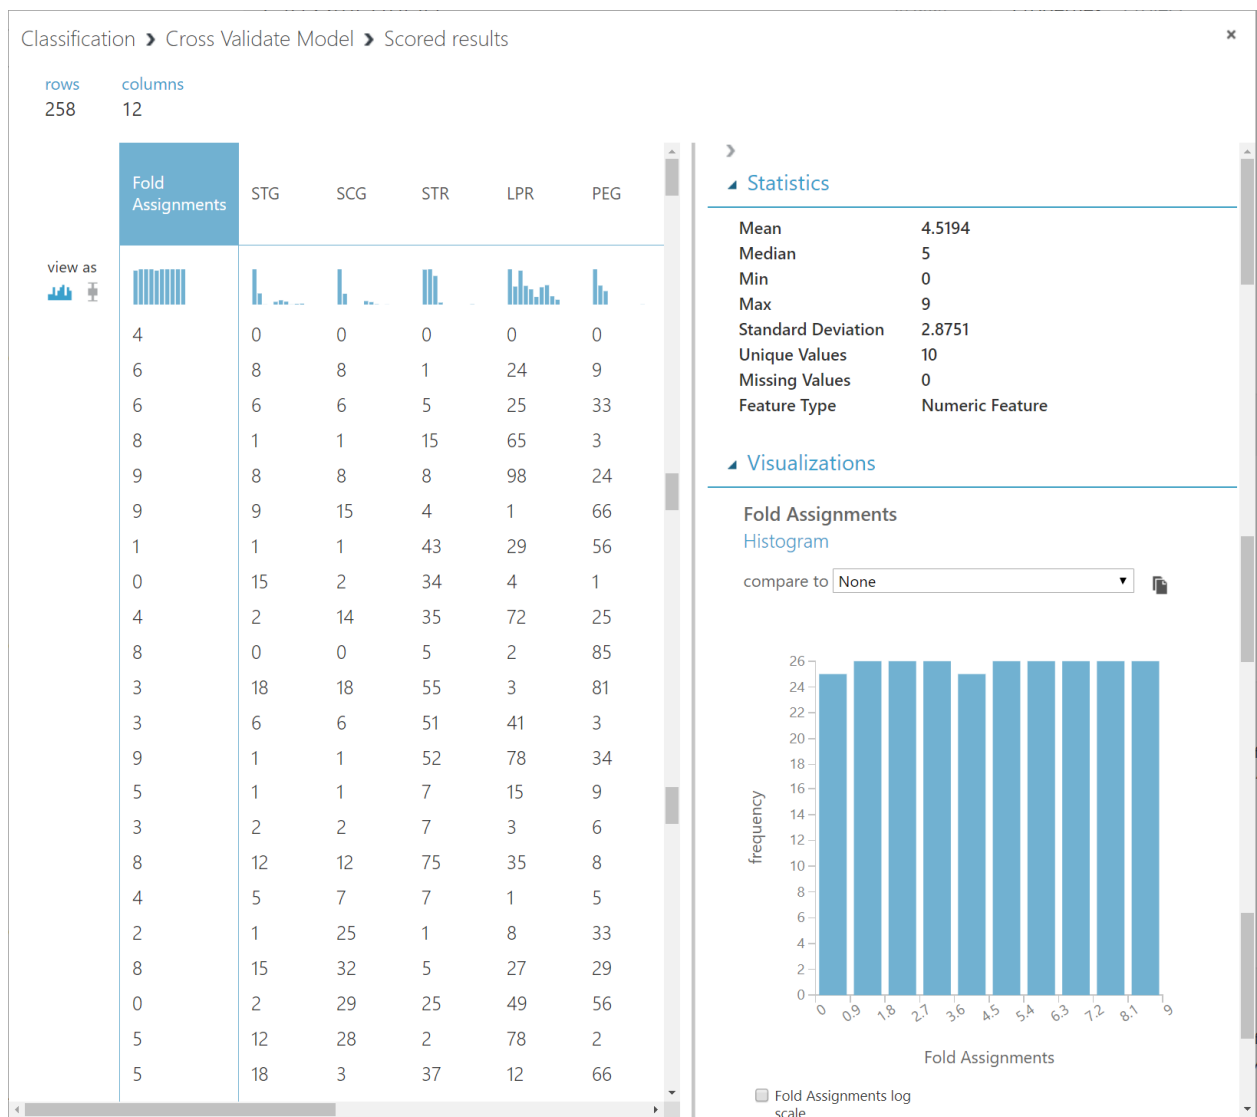 Classification › Cross Validate Model › Scored results
×
rows columns
258 12
Fold Assignments STG SCG STR LPR PEG
view as
4 0 0 0 0 0
6 8 8 1 24 9
6 6 6 5 25 33
8 1 1 15 65 3
9 8 8 8 98 24
9 9 15 4 1 66
1 1 1 43 29 56
0 15 2 34 4 1
4 2 14 35 72 25
8 0 0 5 2 85
3 18 18 55 3 81
3 6 6 51 41 3
9 1 1 52 78 34
5 1 1 7 15 9
3 2 2 7 3 6
8 12 12 75 35 8
4 5 7 7 1 5
2 1 25 1 8 33
8 15 32 5 27 29
0 2 29 25 49 56
5 12 28 2 78 2
5 18 3 37 12 66
Statistics
Mean 4.5194
Median 5
Min 0
Max 9
Standard Deviation 2.8751
Unique Values 10
Missing Values 0
Feature Type Numeric Feature
Visualizations
Fold Assignments
Histogram
compare to None
26
24
22
20
18
16
14
12
10
8
6
4
2
0
frequency
0 0.9 1.8 2.7 3.6 4.5 5.4 6.3 7.2 8.1 9
Fold Assignments
Fold Assignments log
scale